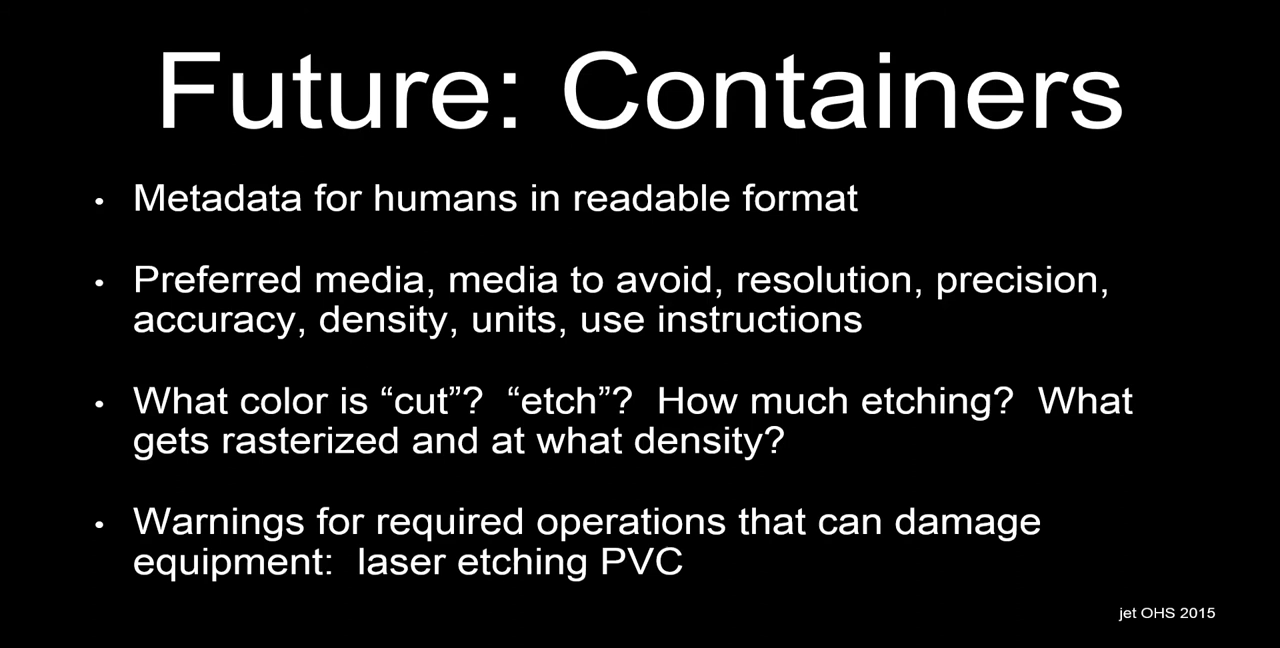 Future: Containers
• Metadata for humans in readable format
• Preferred media, media to avoid, resolution, precision,
accuracy, density, units, use instructions
• What color is “cut”?  “etch”?  How much etching?  What
gets rasterized and at what density?
• Warnings for required operations that can damage
equipment:  laser etching PVC
jet OHS 2015